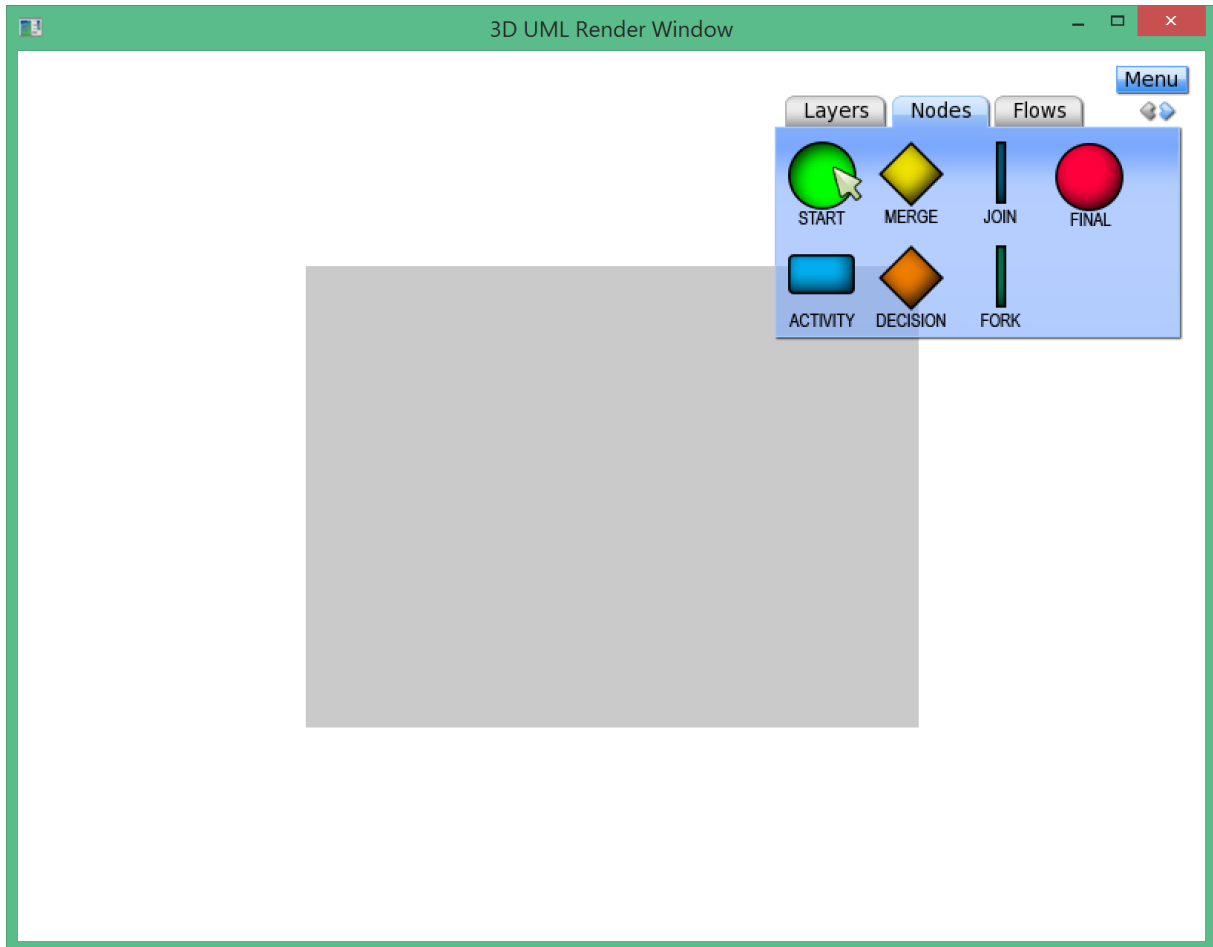 3D UML Render Window
Menu
Layers Nodes Flows
START MERGE JOIN FINAL
ACTIVITY DECISION FORK